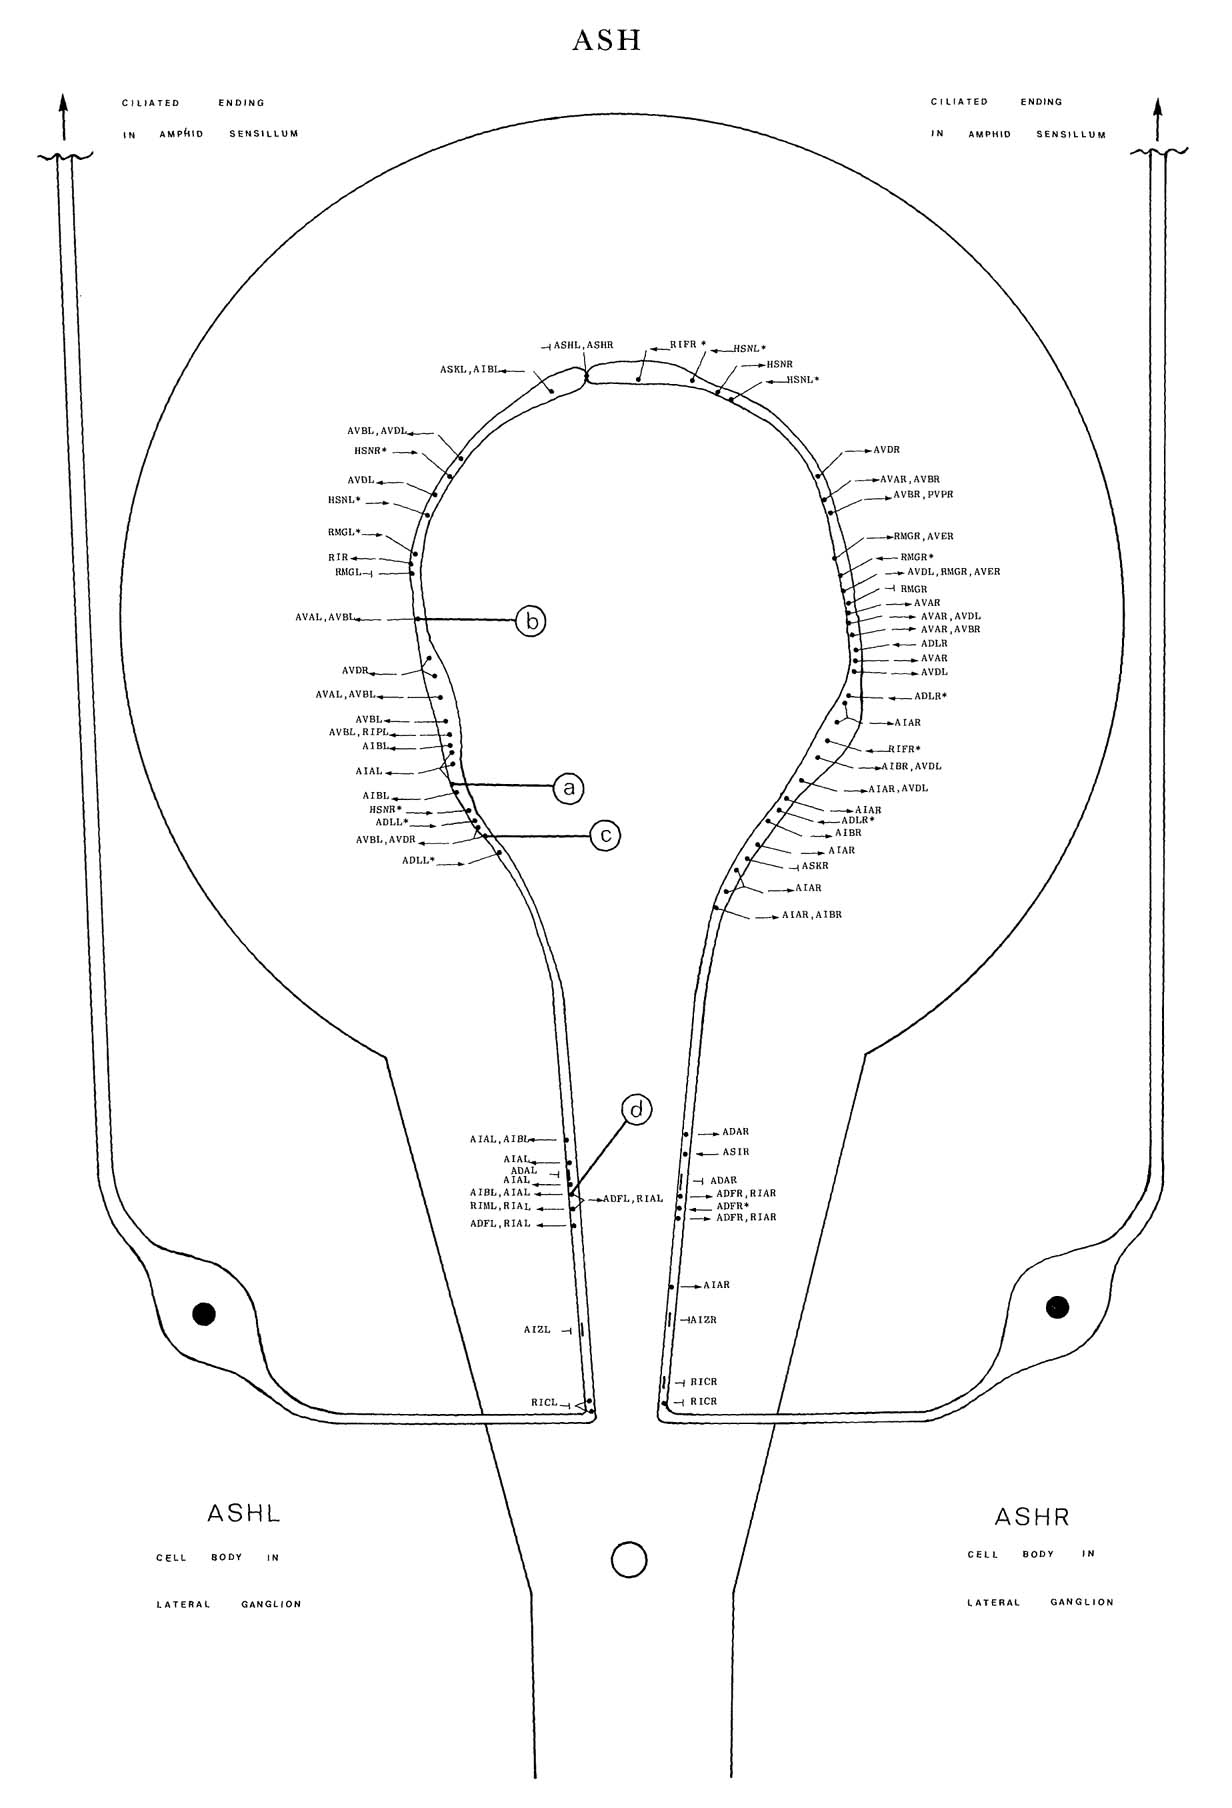 ASH
CILIATED ENDING
IN AMPHID SENSILLUM
CILIATED ENDING
IN AMPHID SENSILLUM
ASHL,ASHR
RIFR *
HSNL*
HSNR
HSNL*
ASKL,AIBL
AVBL,AVDL
HSNR*
AVDL
HSNL*
RMGL*
RIR
RMGL
AVAL,AVBL
b
AVDR
AVAL,AVBL
AVBL
AVBL,RIPL
AIBL
AIAL
a
AIBL
HSNR*
ADLL*
AVBL,AVDR
c
ADLL*
AVDR
AVAR,AVBR
AVBR,PVPR
RMGR,AVER
RMGR*
AVDL,RMGR,AVER
RMGR
AVAR
AVAR,AVDL
AVAR,AVBR
ADLR
AVAR
AVDL
ADLR*
AIAR
RIFR*
AIBR,AVDL
AIAR,AVDL
AIAR
ADLR*
AIBR
AIAR
ASKR
AIAR
AIAR,AIBR
d
AIAL,AIBL
AIAL
ADAL
AIAL
AIBL,AIAL
ADFL,RIAL
RIML,RIAL
ADFL,RIAL
AIZL
RICL
ADAR
ASIR
ADAR
ADFR,RIAR
ADFR*
ADFR,RIAR
AIAR
AIZR
RICR
RICR
ASHL
CELL BODY IN
LATERAL GANGLION
ASHR
CELL BODY IN
LATERAL GANGLION